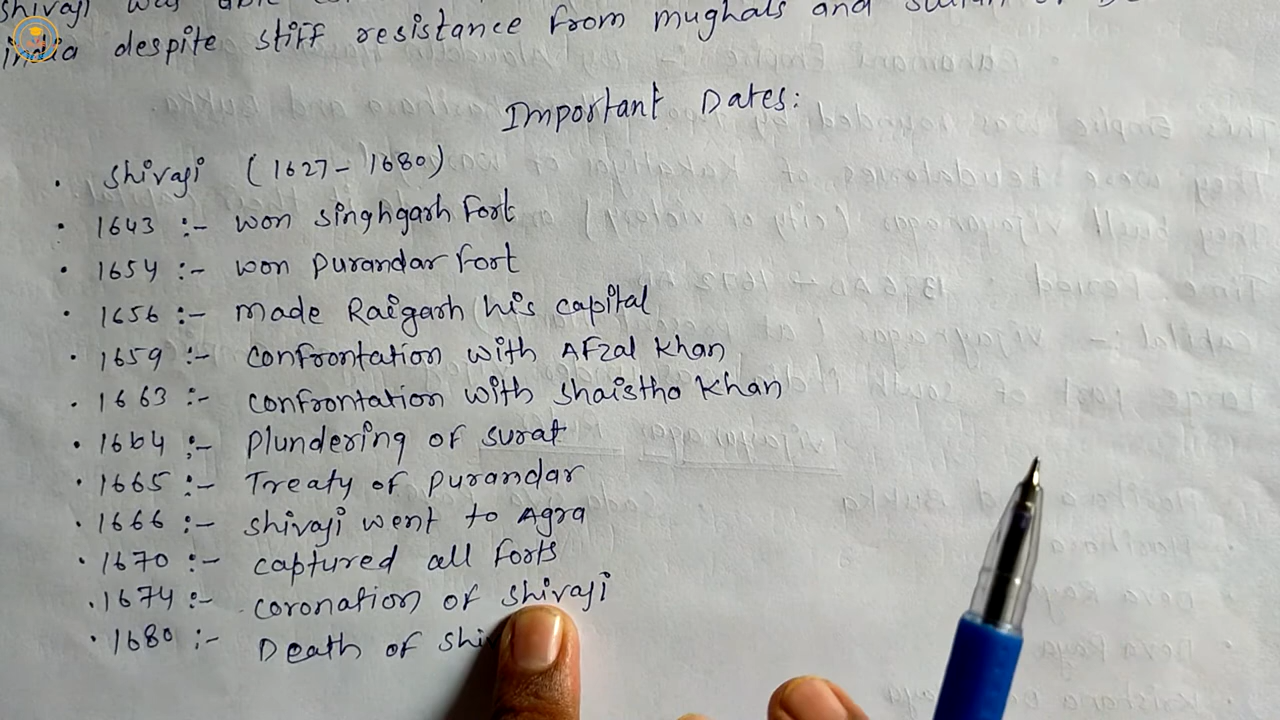 shivaji was
india despite stiff resistance from mughals and
Important Dates:
. Shivaji (1627 - 1680)
. 1643 :- won singhgarh Fort
. 1654 :- won purandar Fort
. 1656 :- made Raigarh his capital
. 1659 :- confrontation with Afzal Khan
. 1663 :- confrontation with Shaistha Khan
. 1664 :- plundering of surat
. 1665 :- Treaty of purandar
. 1666 :- shivaji went to Agra
. 1670 :- captured all Forts
. 1674 :- coronation of shivaji
. 1680 :- Death of shi